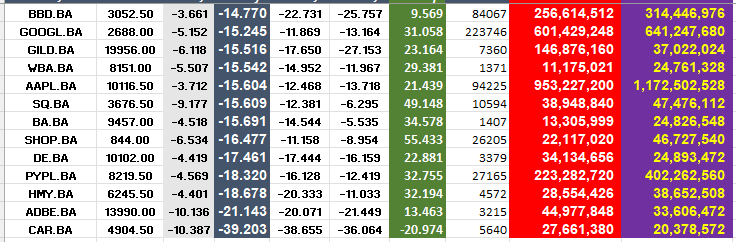 BBD.BA 3052.50 -3.661 -14.770 -22.731 -25.757 9.569 84067 256,614,512 314,446,976
GOOGL.BA 2688.00 -5.152 -15.245 -11.869 -13.164 31.058 223746 601,429,248 641,247,680
GILD.BA 19956.00 -6.118 -15.516 -17.650 -27.153 23.164 7360 146,876,160 37,022,024
WBA.BA 8151.00 -5.507 -15.542 -14.952 -11.967 29.381 1371 11,175,021 24,761,328
AAPL.BA 10116.50 -3.712 -15.604 -12.468 -13.718 21.439 94225 953,227,200 1,172,502,528
SQ.BA 3676.50 -9.177 -15.609 -12.381 -6.295 49.148 10594 38,948,840 47,476,112
BA.BA 9457.00 -4.518 -15.691 -14.544 -5.535 34.578 1407 13,305,999 24,826,548
SHOP.BA 844.00 -6.534 -16.477 -11.158 -8.954 55.433 26205 22,117,020 46,727,540
DE.BA 10102.00 -4.419 -17.461 -17.444 -16.159 22.881 3379 34,134,656 24,893,472
PYPL.BA 8219.50 -4.569 -18.320 -16.128 -12.419 32.755 27165 223,282,720 402,262,560
HMY.BA 6245.50 -4.401 -18.678 -20.333 -11.033 32.194 4572 28,554,426 38,652,508
ADBE.BA 13990.00 -10.136 -21.143 -20.071 -21.449 13.463 3215 44,977,848 33,606,472
CAR.BA 4904.50 -10.387 -39.203 -38.655 -36.064 -20.974 5640 27,661,380 20,378,572